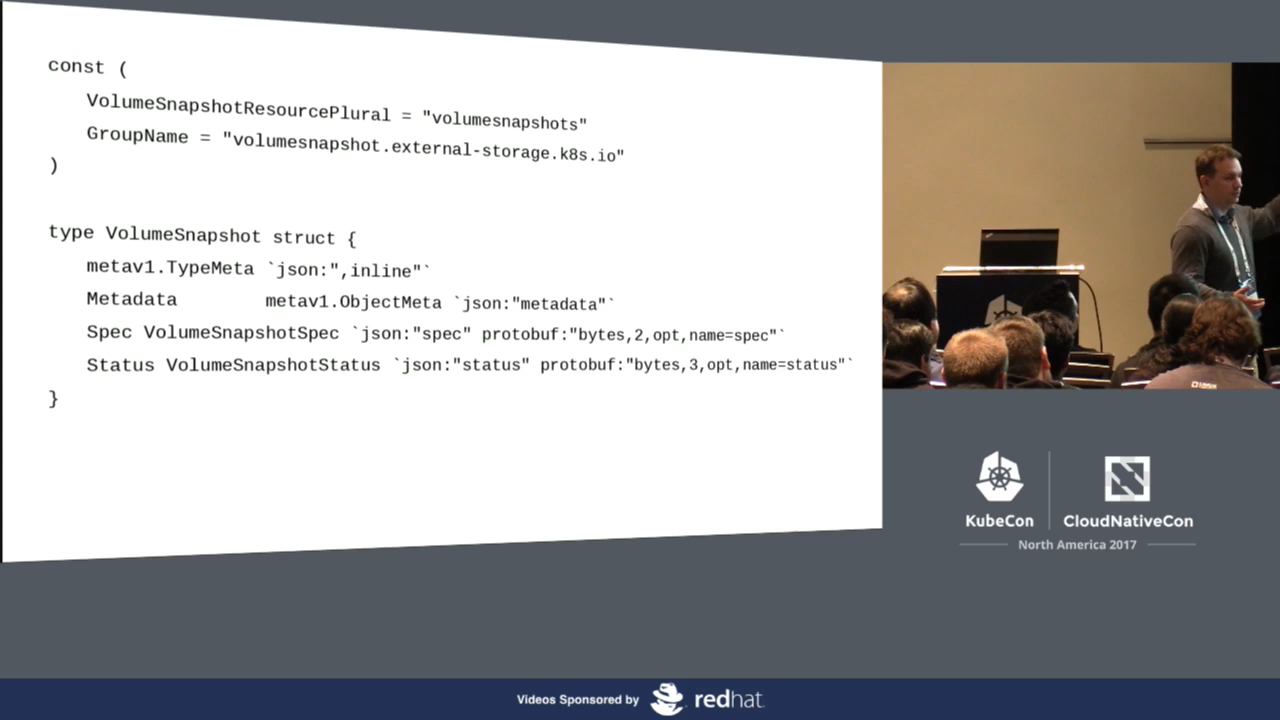 const (
VolumeSnapshotResourcePlural = "volumesnapshots"
GroupName = "volumesnapshot.external-storage.k8s.io"
)
type VolumeSnapshot struct {
metav1.TypeMeta `json:",inline"`
Metadata metav1.ObjectMeta `json:"metadata"`
Spec VolumeSnapshotSpec `json:"spec" protobuf:"bytes,2,opt,name=spec"`
Status VolumeSnapshotStatus `json:"status" protobuf:"bytes,3,opt,name=status"`
}
KubeCon
CloudNativeCon
North America 2017
Videos Sponsored by
redhat